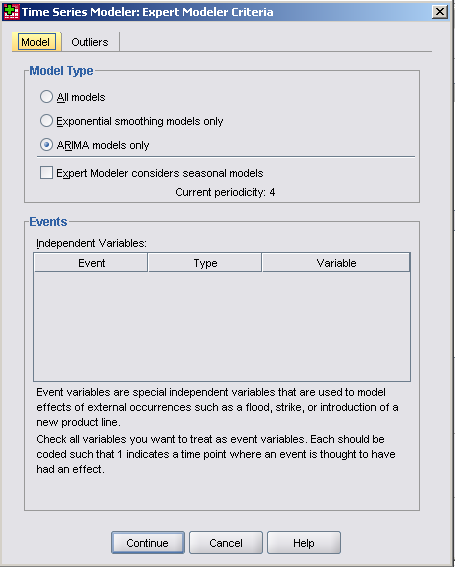 Time Series Modeler: Expert Modeler Criteria
Model Outliers
Model Type
All models
Exponential smoothing models only
ARIMA models only
Expert Modeler considers seasonal models
Current periodicity: 4
Events
Independent Variables:
Event Type Variable
Event variables are special independent variables that are used to model
effects of external occurrences such as a flood, strike, or introduction of a
new product line.
Check all variables you want to treat as event variables. Each should be
coded such that 1 indicates a time point where an event is thought to have
had an effect.
Continue Cancel Help